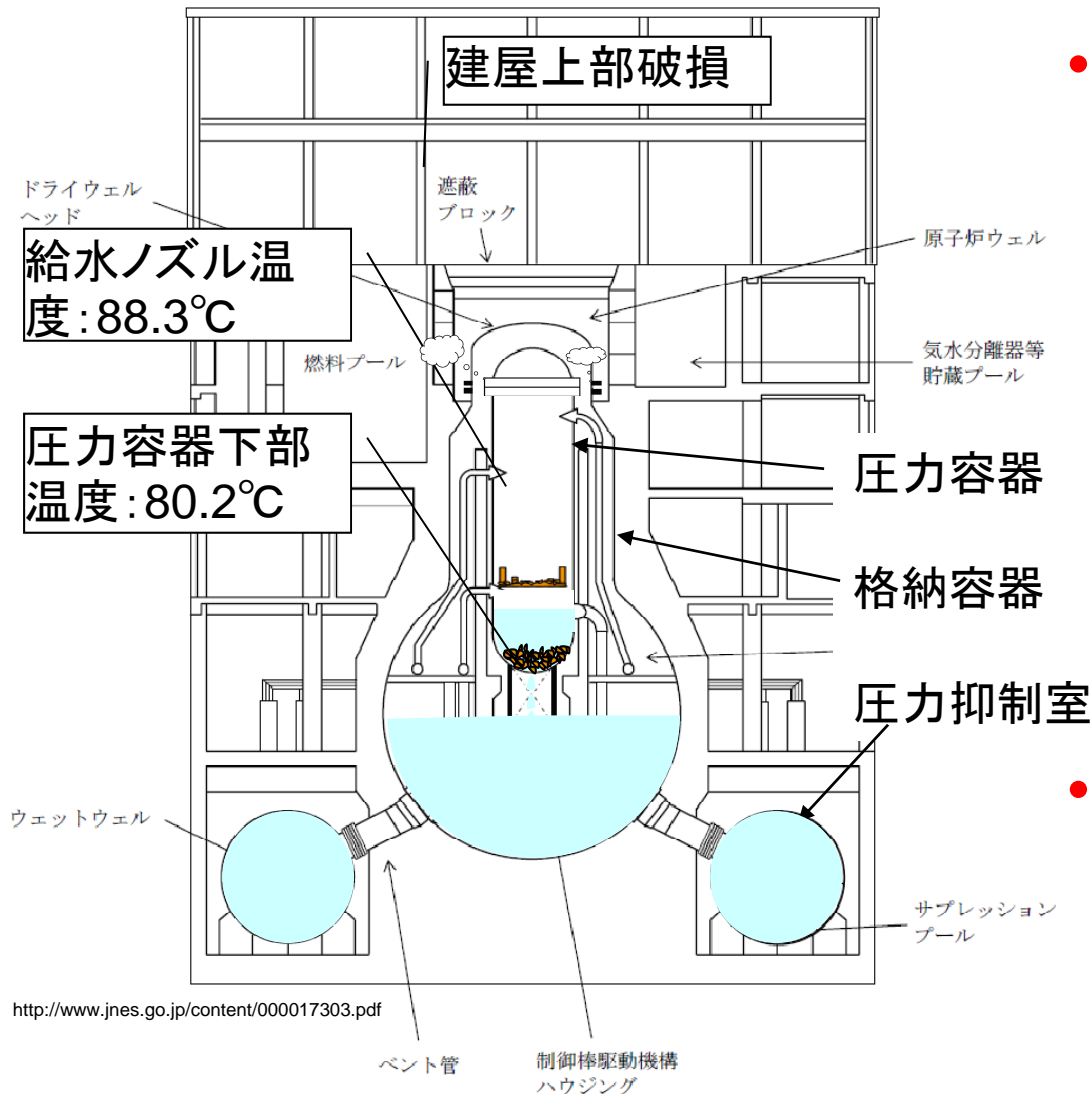 建屋上部破損
ドライウェル
ヘッド
遮蔽
ブロック
原子炉ウェル
給水ノズル温
度：88.3℃
燃料プール
気水分離器等
貯蔵プール
圧力容器下部
温度：80.2℃
圧力容器
格納容器
圧力抑制室
ウェットウェル
サプレッション
プール
http://www.jnes.go.jp/content/000017303.pdf
ベント管
制御棒駆動機構
ハウジング